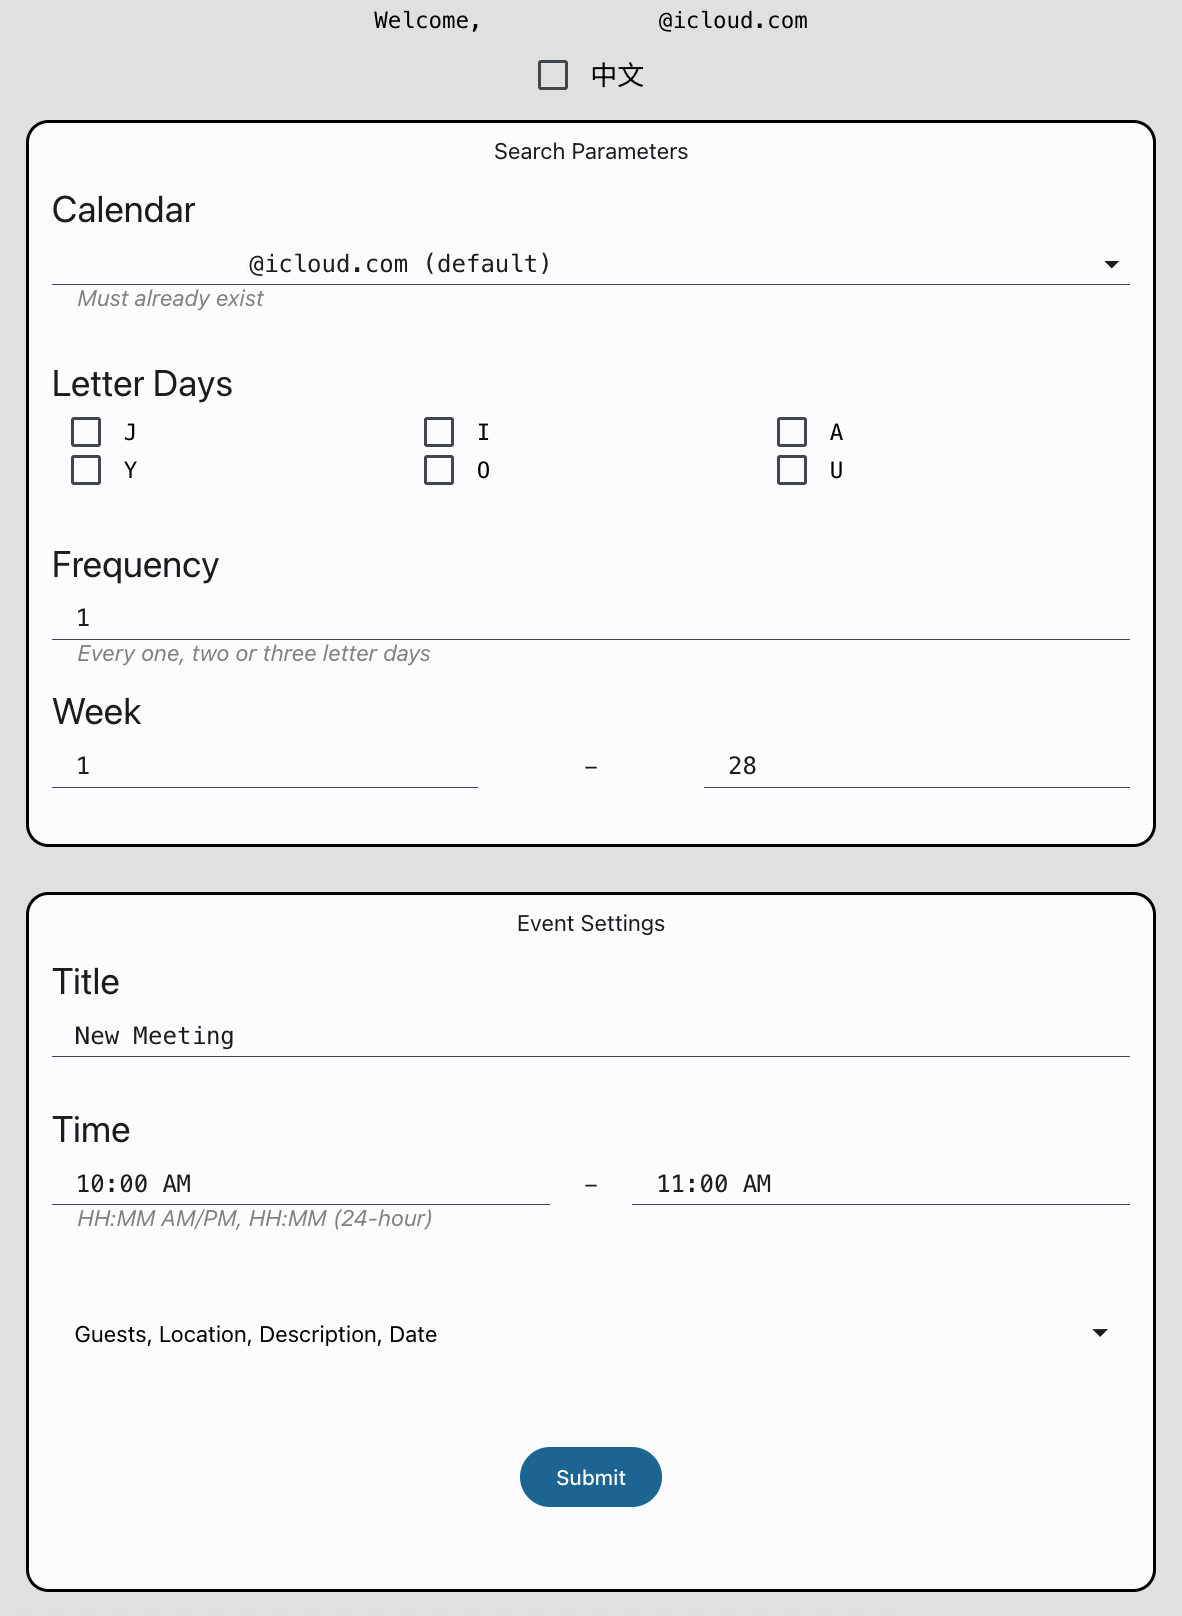 Welcome, @icloud.com
中文
Search Parameters
Calendar
@icloud.com (default)
Must already exist
Letter Days
J I A
Y O U
Frequency
1
Every one, two or three letter days
Week
1 – 28
Event Settings
Title
New Meeting
Time
10:00 AM – 11:00 AM
HH:MM AM/PM, HH:MM (24-hour)
Guests, Location, Description, Date
Submit